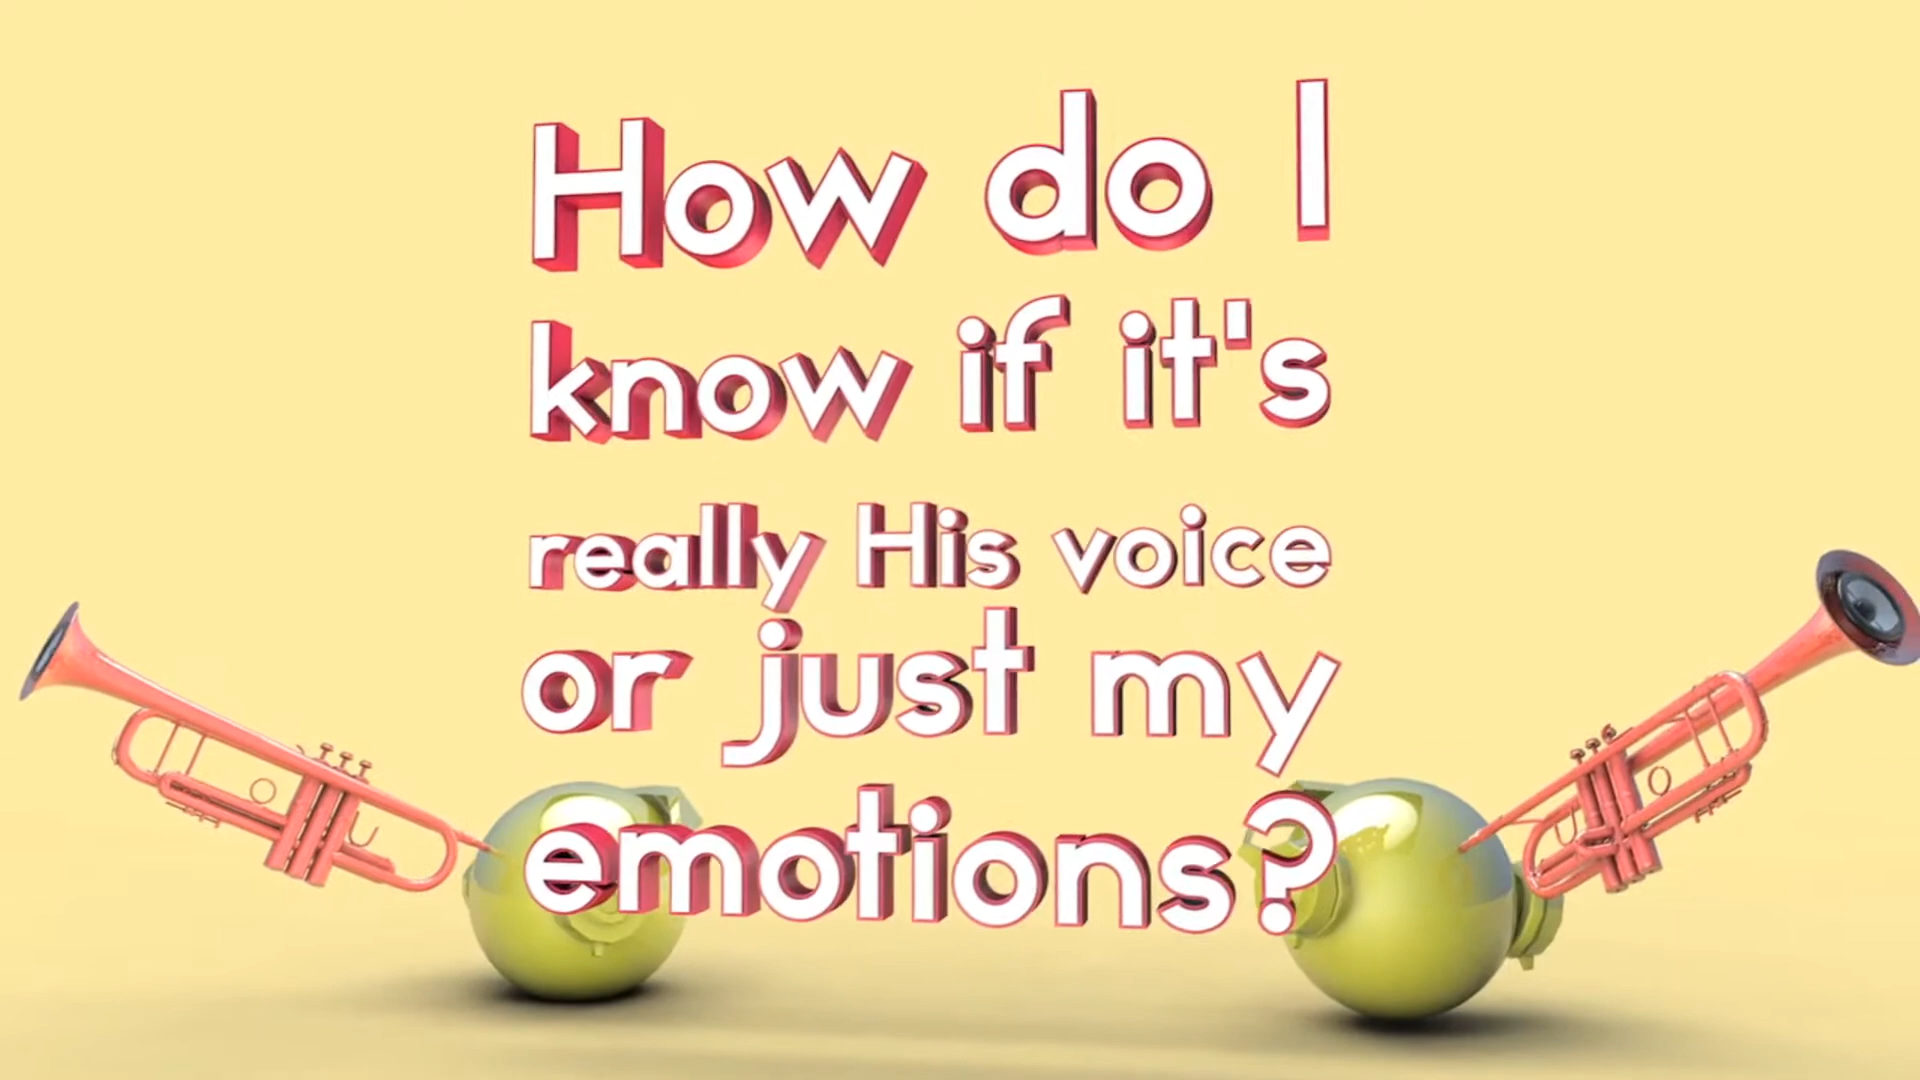 How do I
know if it's
really His voice
or just my
emotions?